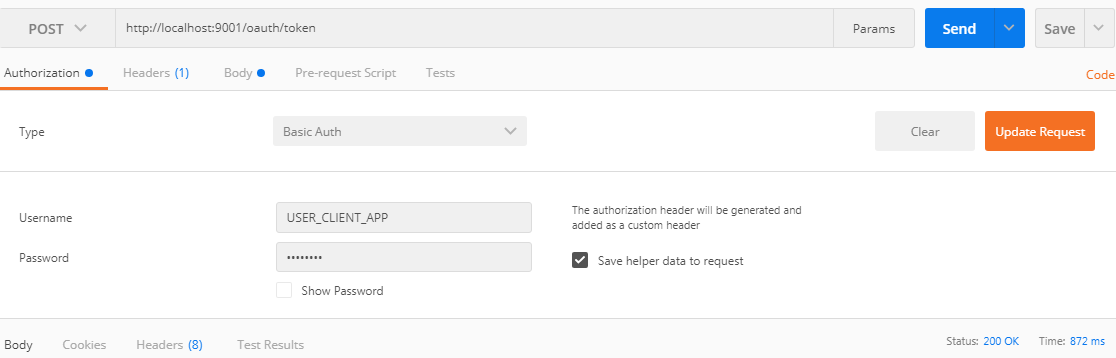 POST http://localhost:9001/oauth/token Params Send Save
Authorization Headers (1) Body Pre-request Script Tests Code
Type Basic Auth Clear Update Request
Username USER_CLIENT_APP The authorization header will be generated and
added as a custom header
Password •••••••• Save helper data to request
Show Password
Body Cookies Headers (8) Test Results Status: 200 OK Time: 872 ms